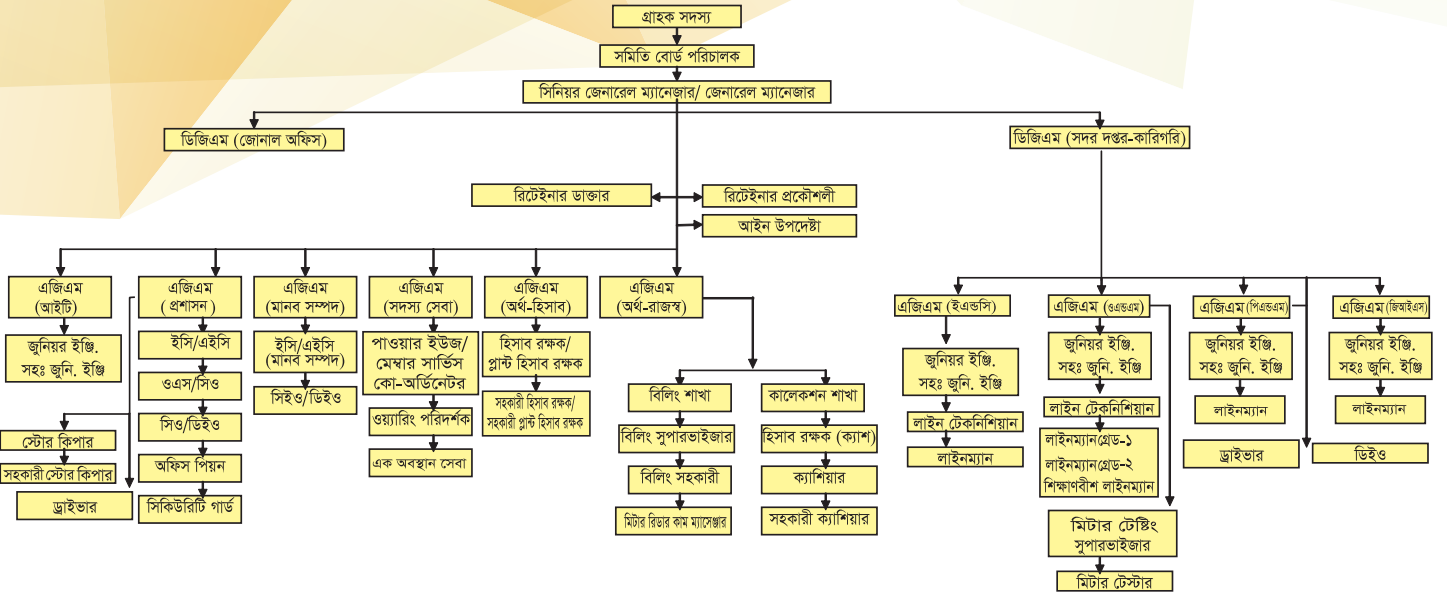 গ্রাহক সদস্য
সমিতি বোর্ড পরিচালক
সিনিয়র জেনারেল ম্যানেজার/ জেনারেল ম্যানেজার
ডিজিএম (জোনাল অফিস)
ডিজিএম (সদর দপ্তর-কারিগরি)
রিটেইনার ডাক্তার
রিটেইনার প্রকৌশলী
আইন উপদেষ্টা
এজিএম
(আইটি)
জুনিয়র ইঞ্জি.
সহঃ জুনি. ইঞ্জি
এজিএম
(প্রশাসন)
ইসি/এইসি
ওএস/সিও
সিও/ডিইও
অফিস পিয়ন
সিকিউরিটি গার্ড
স্টোর কিপার
সহকারী স্টোর কিপার
ড্রাইভার
এজিএম
(মানব সম্পদ)
ইসি/এইসি
(মানব সম্পদ)
সিইও/ডিইও
এজিএম
(সদস্য সেবা)
পাওয়ার ইউজ/
মেম্বার সার্ভিস
কো-অর্ডিনেটর
ওয়্যারিং পরিদর্শক
এক অবস্থান সেবা
এজিএম
(অর্থ-হিসাব)
হিসাব রক্ষক/
প্লান্ট হিসাব রক্ষক
সহকারী হিসাব রক্ষক/
সহকারী প্লান্ট হিসাব রক্ষক
এজিএম
(অর্থ-রাজস্ব)
বিলিং শাখা
বিলিং সুপারভাইজার
বিলিং সহকারী
মিটার রিডার কাম ম্যাসেঞ্জার
কালেকশন শাখা
হিসাব রক্ষক (ক্যাশ)
ক্যাশিয়ার
সহকারী ক্যাশিয়ার
এজিএম (ইএন্ডসি)
জুনিয়র ইঞ্জি.
সহঃ জুনি. ইঞ্জি
লাইন টেকনিশিয়ান
লাইনম্যান
এজিএম (ওএন্ডএম)
জুনিয়র ইঞ্জি.
সহঃ জুনি. ইঞ্জি
লাইন টেকনিশিয়ান
লাইনম্যানগ্রেড-১
লাইনম্যানগ্রেড-২
শিক্ষাণবীশ লাইনম্যান
মিটার টেষ্টিং
সুপারভাইজার
মিটার টেস্টার
এজিএম (পিএন্ডএম)
জুনিয়র ইঞ্জি.
সহঃ জুনি. ইঞ্জি
লাইনম্যান
ড্রাইভার
এজিএম (জিআইএস)
জুনিয়র ইঞ্জি.
সহঃ জুনি. ইঞ্জি
লাইনম্যান
ডিইও